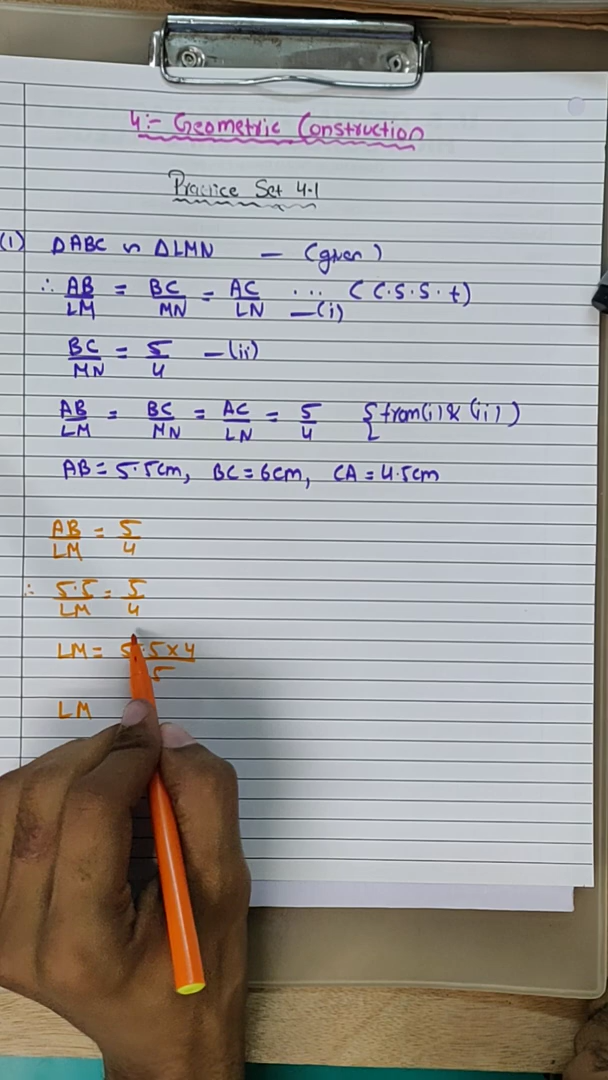 4:- Geometric Construction
Practice Set 4.1
(1) ΔABC ~ ΔLMN — (given)
∴ AB/LM = BC/MN = AC/LN ... (C.S.S.t) —(i)
BC/MN = 5/4 —(ii)
AB/LM = BC/MN = AC/LN = 5/4 {from(i) & (ii)}
AB = 5.5cm, BC = 6cm, CA = 4.5cm
AB/LM = 5/4
∴ 5.5/LM = 5/4
LM = 5.5 × 4/5
LM